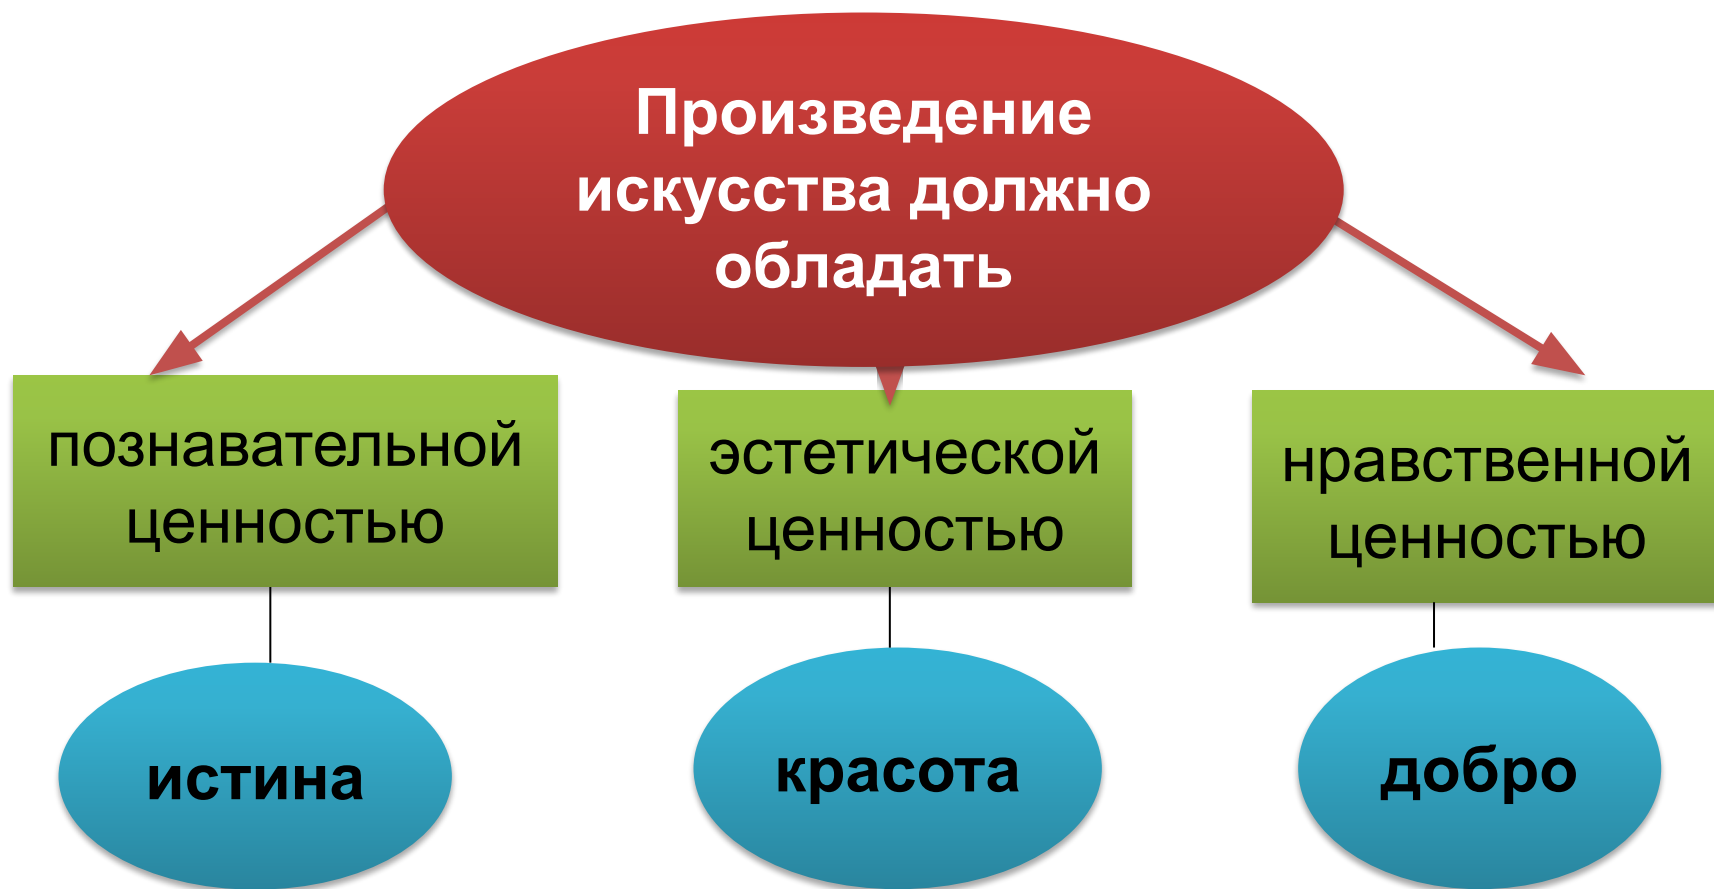 Произведение
искусства должно
обладать
познавательной
ценностью
эстетической
ценностью
нравственной
ценностью
истина
красота
добро